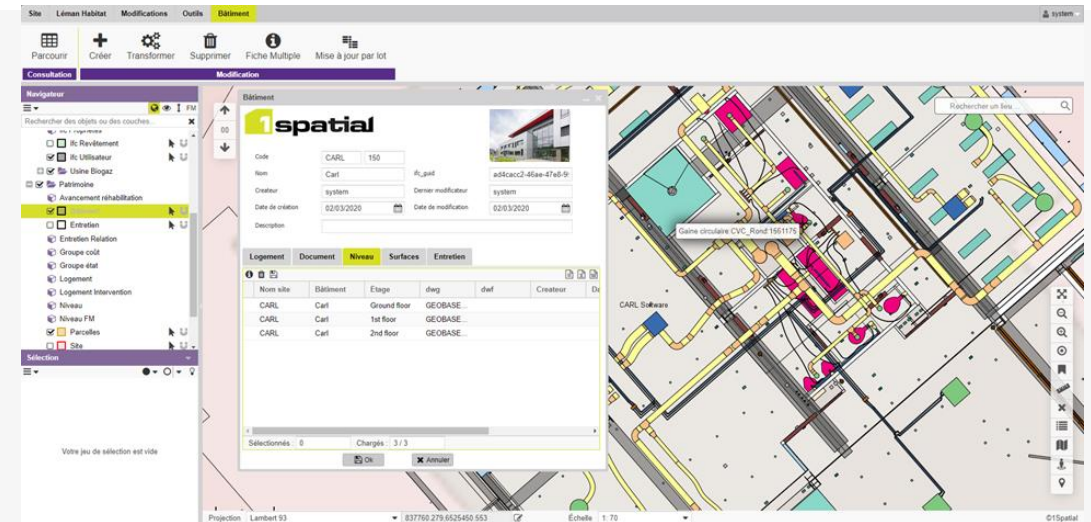 Site Léman Habitat Modifications Outils Bâtiment system
Parcourir Créer Transformer Supprimer Fiche Multiple Mise à jour par lot
Consultation Modification
Navigateur
FM
Rechercher des objets ou des couches...
Ifc Propriétés
Ifc Revêtement
Ifc Utilisateur
Usine Biogaz
Patrimoine
Avancement réhabilitation
Entretien
Entretien Relation
Groupe coût
Groupe état
Logement
Logement Intervention
Niveau
Niveau FM
Parcelles
Site
Sélection
Votre jeu de sélection est vide
Bâtiment
1spatial
Code CARL 150
Nom Carl ifc_guid ad4cacc2-46ae-47e8-9
Createur system Dernier modificateur system
Date de création 02/03/2020 Date de modification 02/03/2020
Description
Logement Document Niveau Surfaces Entretien
Nom site Bâtiment Etage dwg dwf Createur
CARL Carl Ground floor GEOBASE...
CARL Carl 1st floor GEOBASE...
CARL Carl 2nd floor GEOBASE...
Sélectionnés : 0 Chargés : 3 / 3
Ok Annuler
Rechercher un lieu...
Gaine circulaire CVC_Rond:1561175
CARL Software
Projection Lambert 93 837760.279,6525450.553 Échelle 1: 70 ©1Spatial